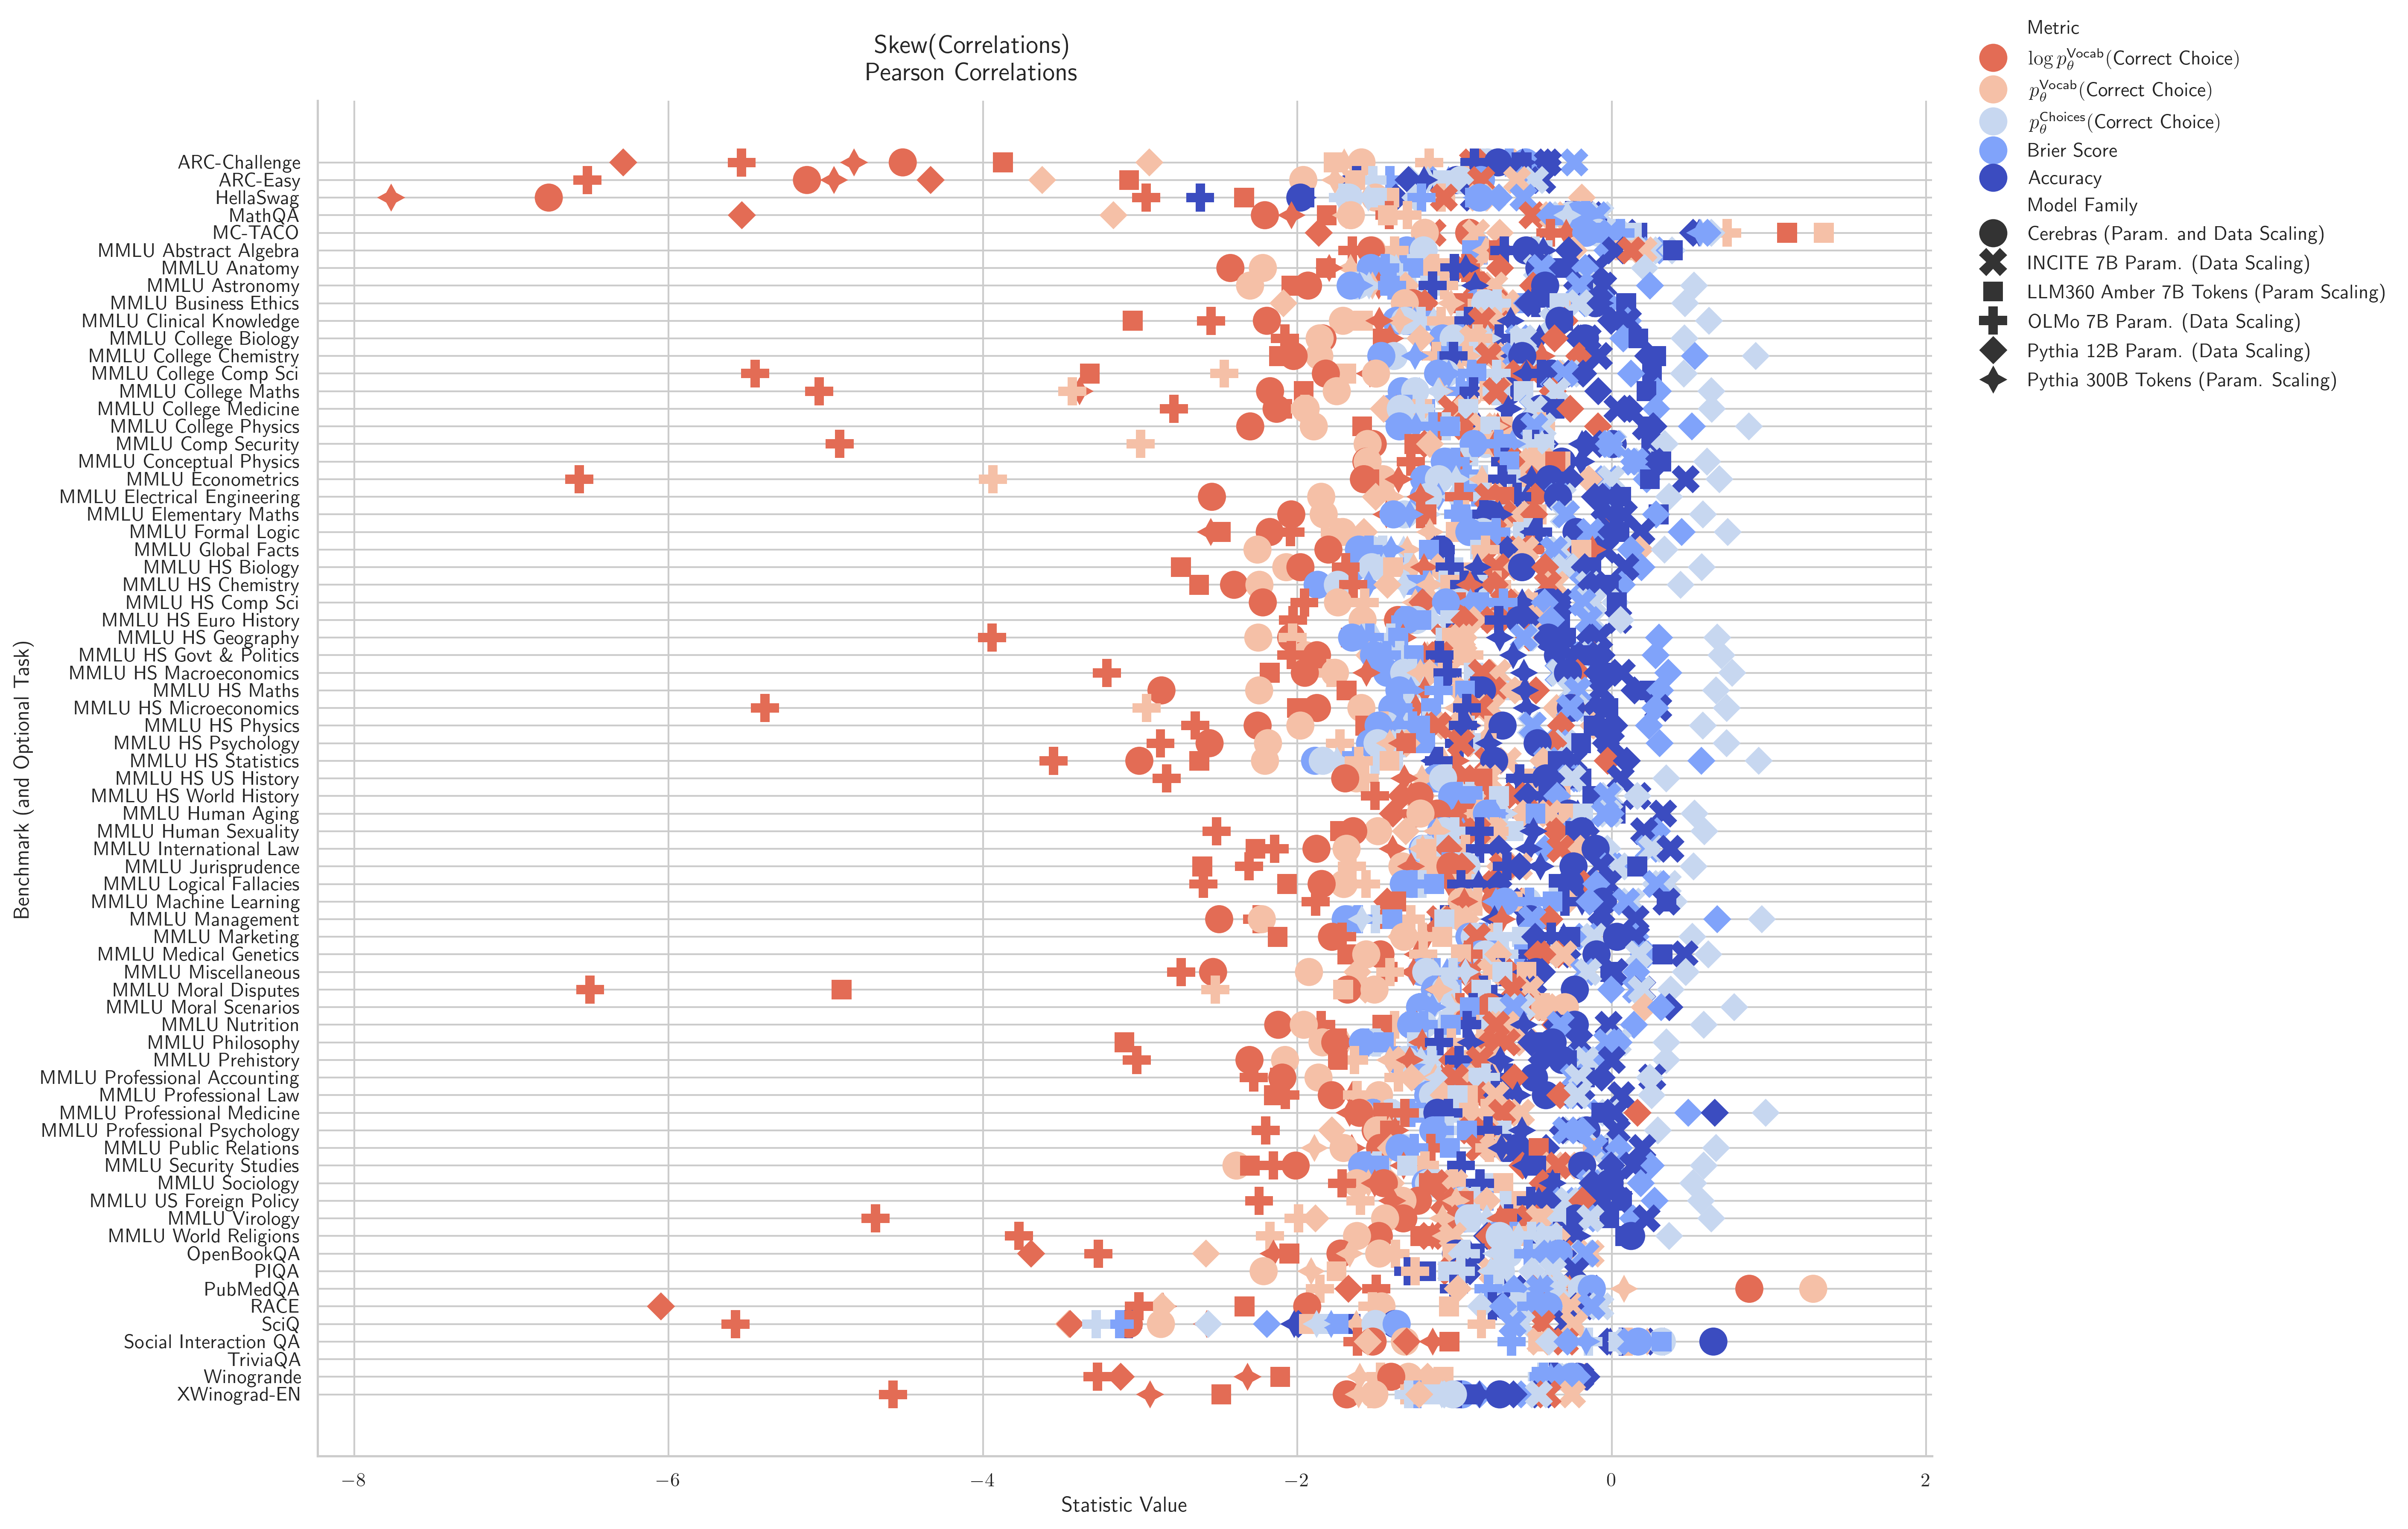 Skew(Correlations)
Pearson Correlations
Metric
log p_θ^Vocab(Correct Choice)
p_θ^Vocab(Correct Choice)
p_θ^Choices(Correct Choice)
Brier Score
Accuracy
Model Family
Cerebras (Param. and Data Scaling)
INCITE 7B Param. (Data Scaling)
LLM360 Amber 7B Tokens (Param Scaling)
OLMo 7B Param. (Data Scaling)
Pythia 12B Param. (Data Scaling)
Pythia 300B Tokens (Param. Scaling)
Benchmark (and Optional Task)
ARC-Challenge
ARC-Easy
HellaSwag
MathQA
MC-TACO
MMLU Abstract Algebra
MMLU Anatomy
MMLU Astronomy
MMLU Business Ethics
MMLU Clinical Knowledge
MMLU College Biology
MMLU College Chemistry
MMLU College Comp Sci
MMLU College Maths
MMLU College Medicine
MMLU College Physics
MMLU Comp Security
MMLU Conceptual Physics
MMLU Econometrics
MMLU Electrical Engineering
MMLU Elementary Maths
MMLU Formal Logic
MMLU Global Facts
MMLU HS Biology
MMLU HS Chemistry
MMLU HS Comp Sci
MMLU HS Euro History
MMLU HS Geography
MMLU HS Govt & Politics
MMLU HS Macroeconomics
MMLU HS Maths
MMLU HS Microeconomics
MMLU HS Physics
MMLU HS Psychology
MMLU HS Statistics
MMLU HS US History
MMLU HS World History
MMLU Human Aging
MMLU Human Sexuality
MMLU International Law
MMLU Jurisprudence
MMLU Logical Fallacies
MMLU Machine Learning
MMLU Management
MMLU Marketing
MMLU Medical Genetics
MMLU Miscellaneous
MMLU Moral Disputes
MMLU Moral Scenarios
MMLU Nutrition
MMLU Philosophy
MMLU Prehistory
MMLU Professional Accounting
MMLU Professional Law
MMLU Professional Medicine
MMLU Professional Psychology
MMLU Public Relations
MMLU Security Studies
MMLU Sociology
MMLU US Foreign Policy
MMLU Virology
MMLU World Religions
OpenBookQA
PIQA
PubMedQA
RACE
SciQ
Social Interaction QA
TriviaQA
Winogrande
XWinograd-EN
−8 −6 −4 −2 0 2
Statistic Value